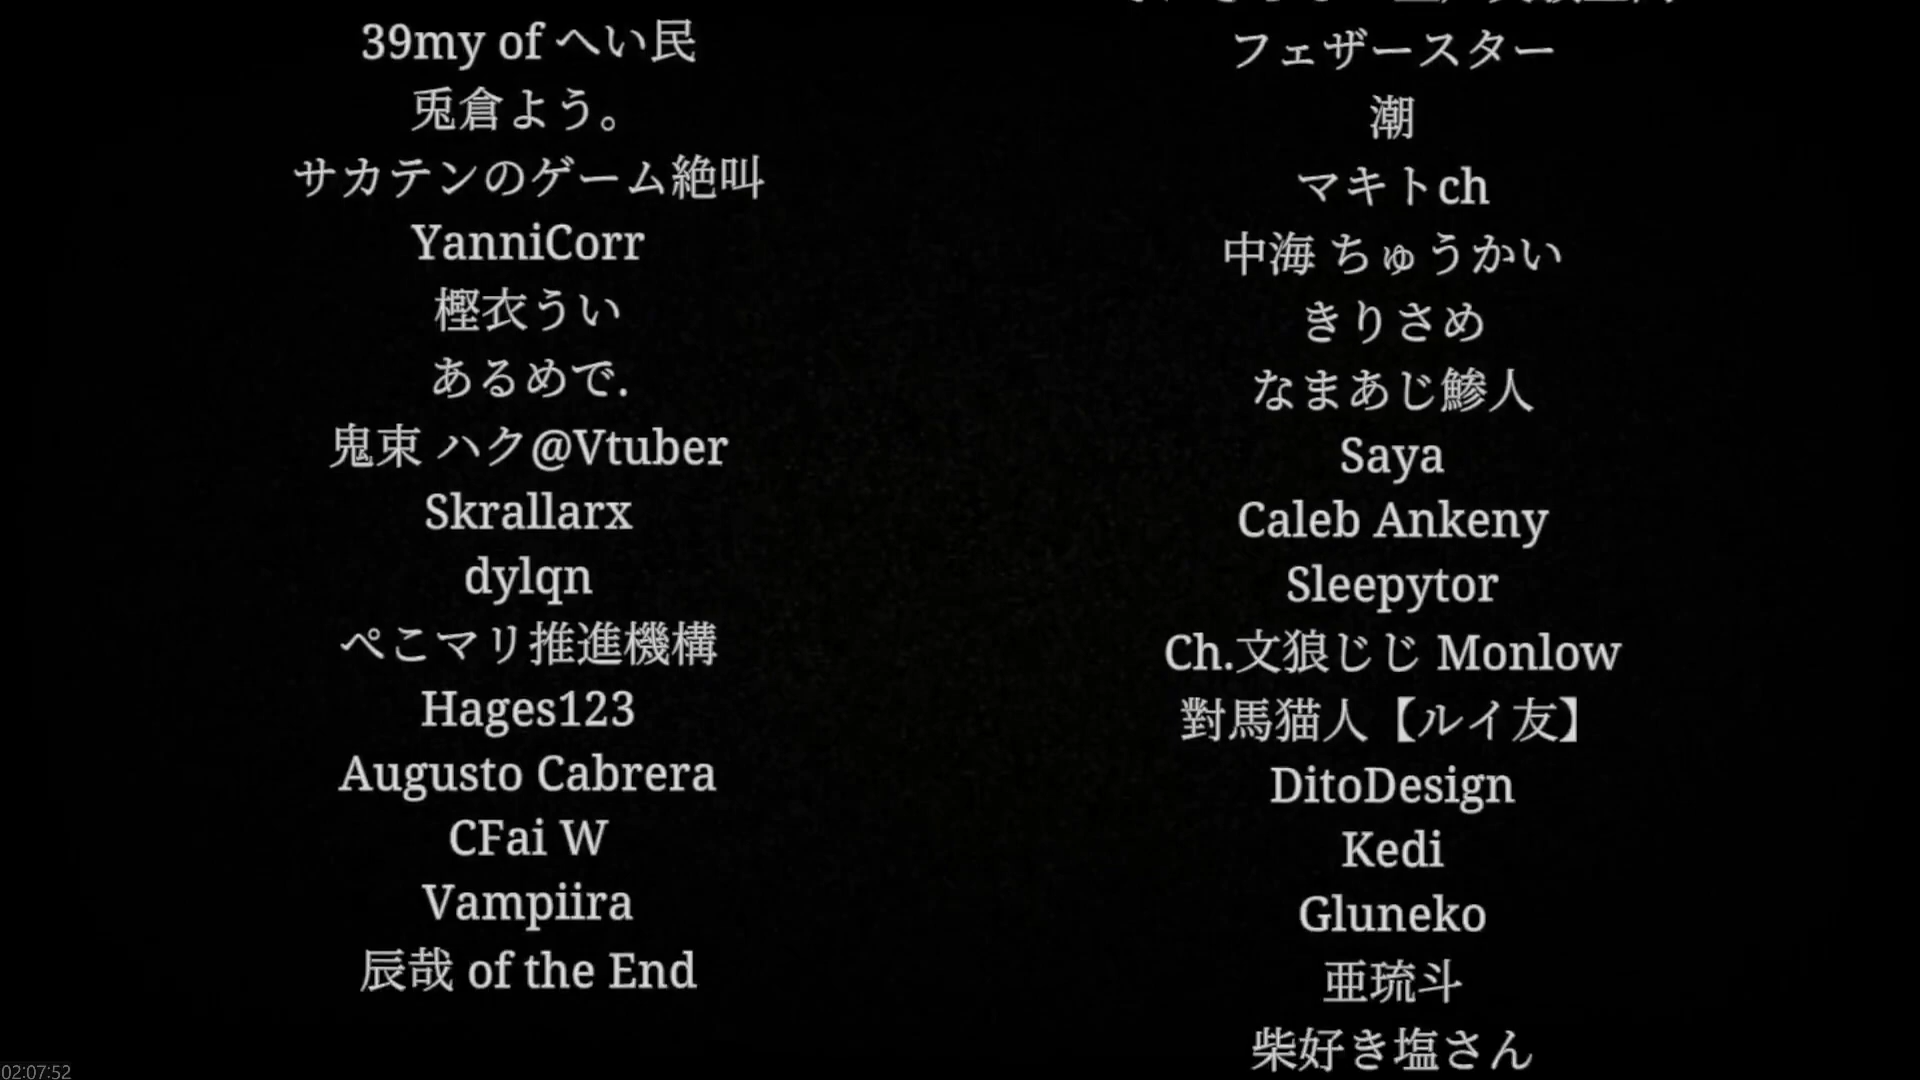 39my of へい民
兎倉よう。
サカテンのゲーム絶叫
YanniCorr
樫衣うい
あるめで.
鬼束 ハク@Vtuber
Skrallarx
dylqn
ぺこマリ推進機構
Hages123
Augusto Cabrera
CFai W
Vampiira
辰哉 of the End
フェザースター
潮
マキトch
中海 ちゅうかい
きりさめ
なまあじ鯵人
Saya
Caleb Ankeny
Sleepytor
Ch.文狼じじ Monlow
對馬猫人【ルイ友】
DitoDesign
Kedi
Gluneko
亜琉斗
柴好き塩さん
02:07:52